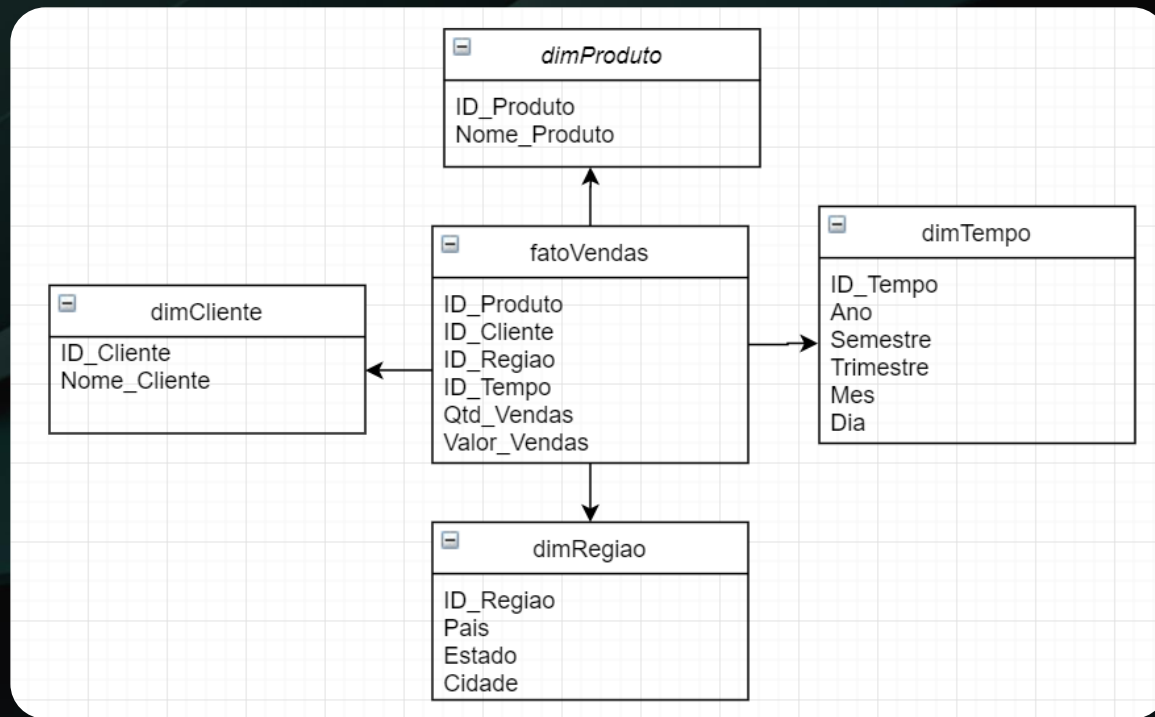 dimProduto
ID_Produto
Nome_Produto
fatoVendas
ID_Produto
ID_Cliente
ID_Regiao
ID_Tempo
Qtd_Vendas
Valor_Vendas
dimTempo
ID_Tempo
Ano
Semestre
Trimestre
Mes
Dia
dimCliente
ID_Cliente
Nome_Cliente
dimRegiao
ID_Regiao
Pais
Estado
Cidade